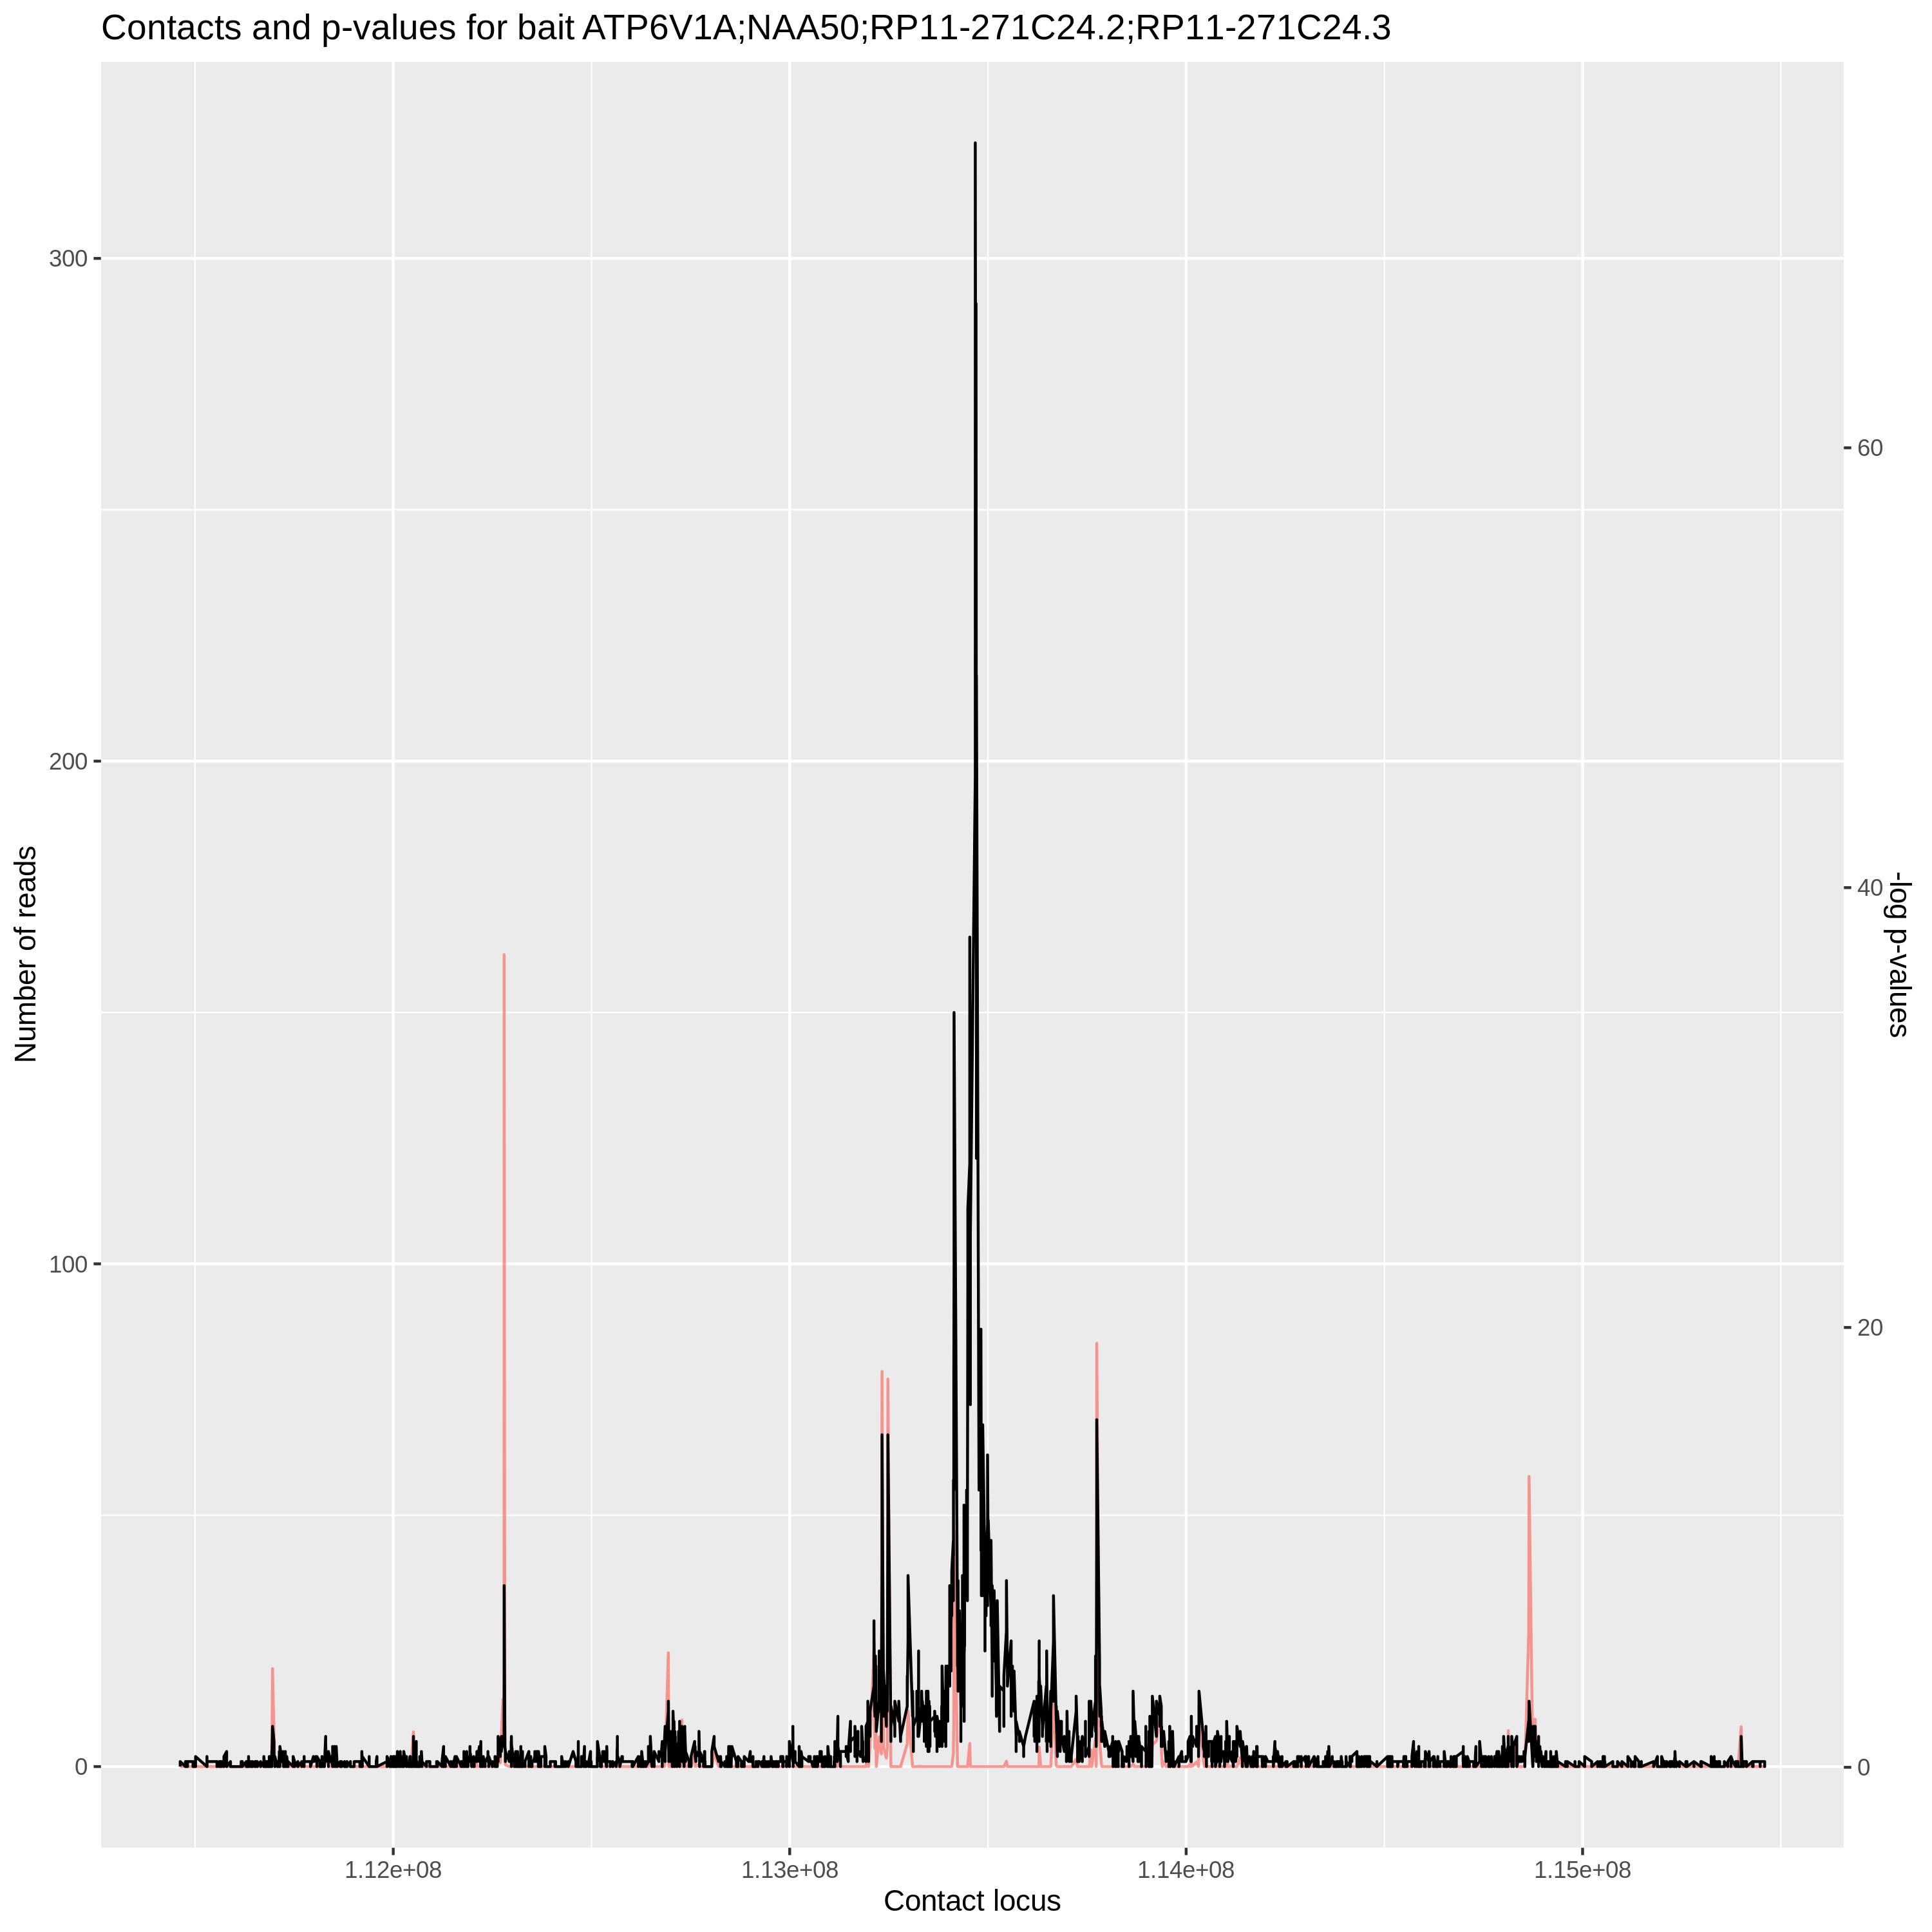 Contacts and p-values for bait ATP6V1A;NAA50;RP11-271C24.2;RP11-271C24.3
300
200
100
0
Number of reads
60
40
20
0
-log p-values
1.12e+08
1.13e+08
1.14e+08
1.15e+08
Contact locus